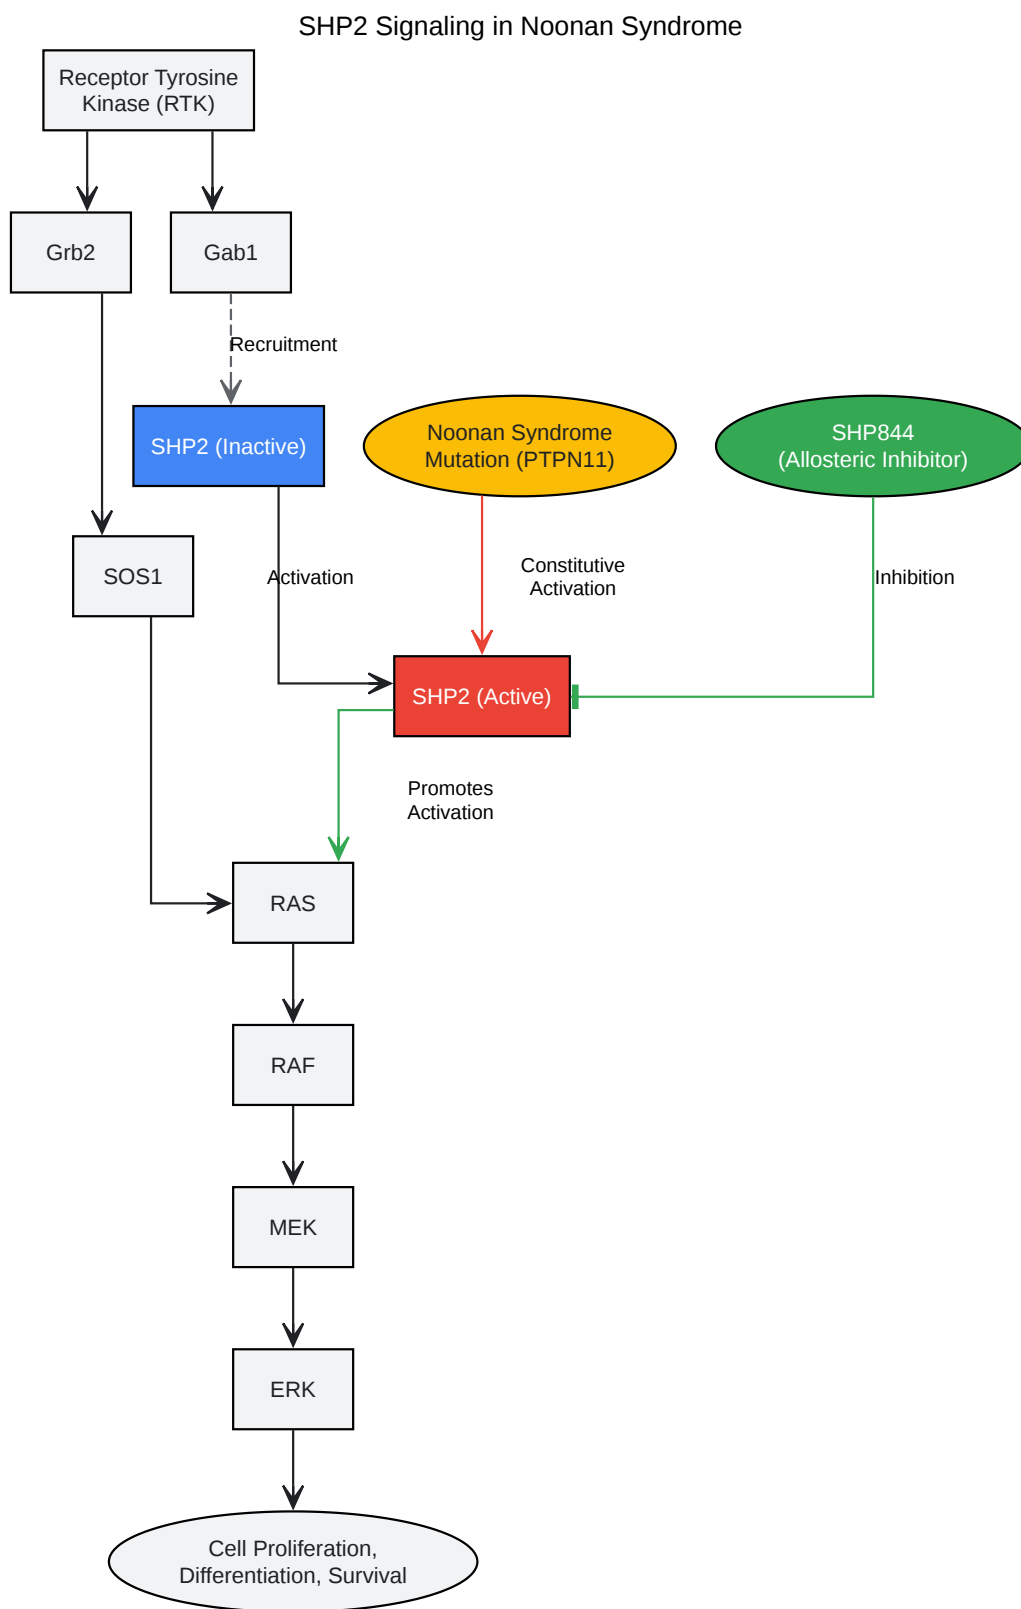 SHP2 Signaling in Noonan Syndrome
Receptor Tyrosine
Kinase (RTK)
Grb2
Gab1
Recruitment
SHP2 (Inactive)
Noonan Syndrome
Mutation (PTPN11)
SHP844
(Allosteric Inhibitor)
SOS1
Activation
Constitutive
Activation
Inhibition
SHP2 (Active)
Promotes
Activation
RAS
RAF
MEK
ERK
Cell Proliferation,
Differentiation, Survival